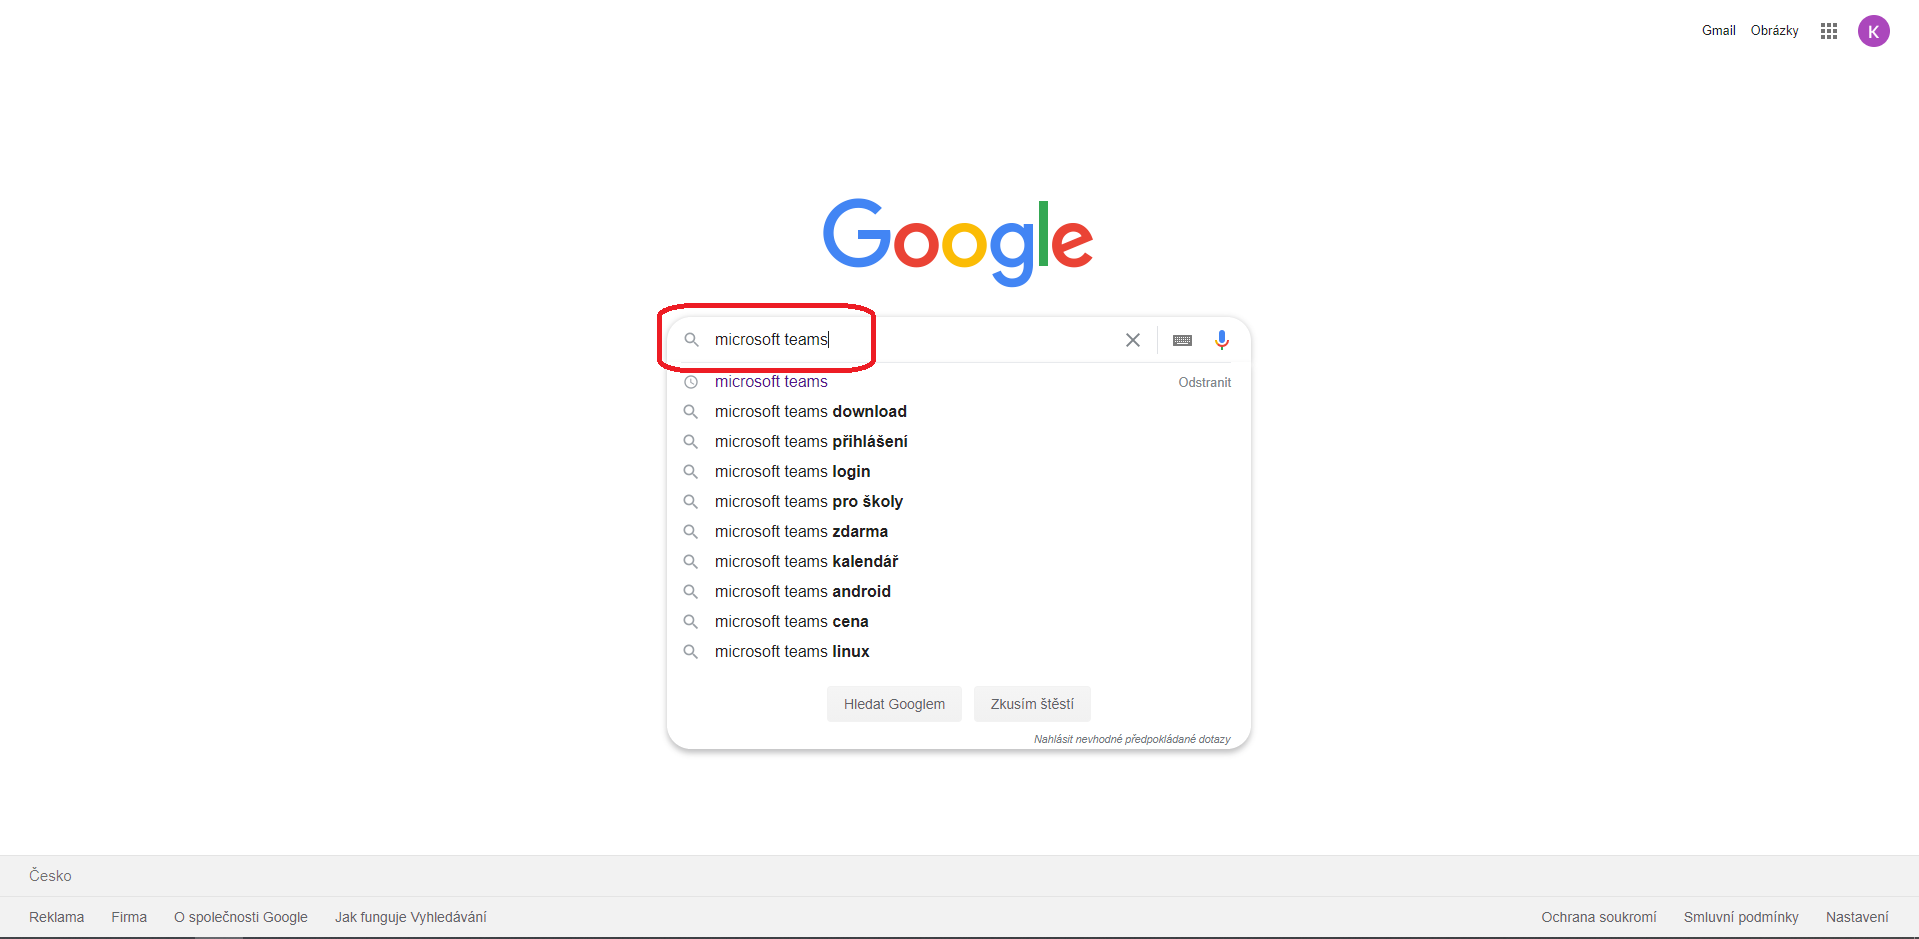 Gmail Obrázky K
Google
microsoft teams
microsoft teams Odstranit
microsoft teams download
microsoft teams přihlášení
microsoft teams login
microsoft teams pro školy
microsoft teams zdarma
microsoft teams kalendář
microsoft teams android
microsoft teams cena
microsoft teams linux
Hledat Googlem Zkusím štěstí
Nahlásit nevhodné předpokládané dotazy
Česko
Reklama Firma O společnosti Google Jak funguje Vyhledávání Ochrana soukromí Smluvní podmínky Nastavení